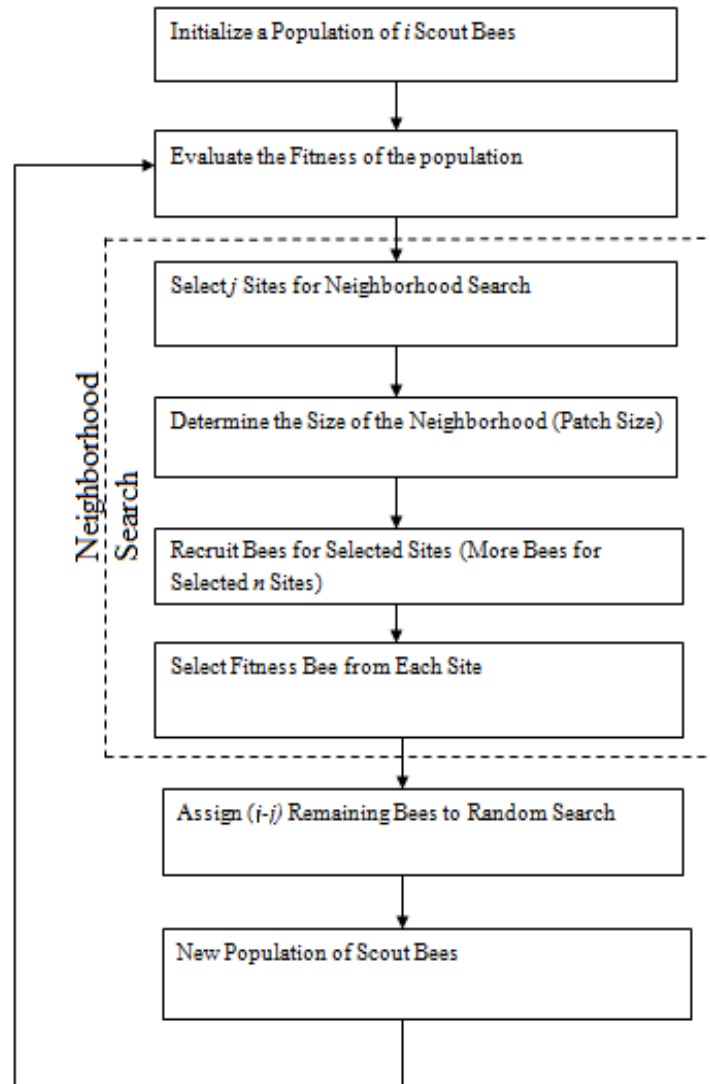 Initialize a Population of i Scout Bees
Evaluate the Fitness of the population
Neighborhood
Search
Select j Sites for Neighborhood Search
Determine the Size of the Neighborhood (Patch Size)
Recruit Bees for Selected Sites (More Bees for
Selected n Sites)
Select Fitness Bee from Each Site
Assign (i-j) Remaining Bees to Random Search
New Population of Scout Bees